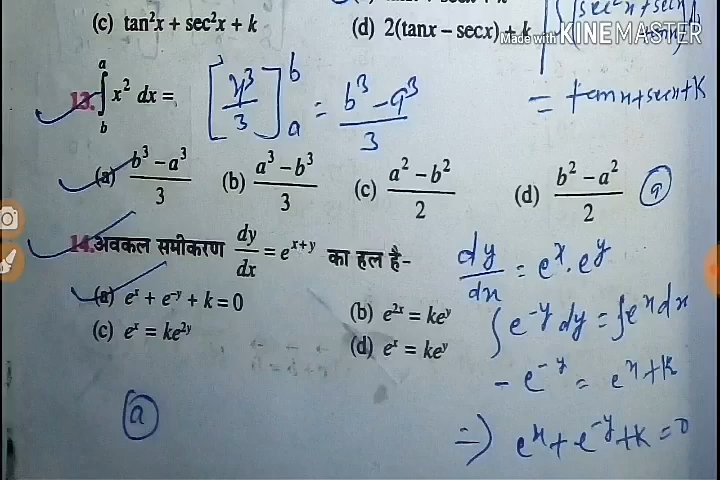 (c) tan²x + sec²x + k (d) 2(tanx – secx) + k
Made with KINEMASTER
= tanx+secx+k
13. ∫ₐᵇ x² dx =, [x³/3]ₐᵇ = (b³ - a³)/3
(a) (b³ – a³)/3 (b) (a³ – b³)/3 (c) (a² – b²)/2 (d) (b² – a²)/2 (a)
14. अवकल समीकरण dy/dx = eˣ⁺ʸ का हल है-
(a) eˣ + e⁻ʸ + k = 0 (b) e²ˣ = keʸ
(c) eˣ = ke²ʸ (d) eˣ = keʸ
(a)
dy/dx = eˣ . eʸ
∫e⁻ʸ dy = ∫eˣ dx
- e⁻ʸ = eˣ + k
=> eˣ + e⁻ʸ + k = 0